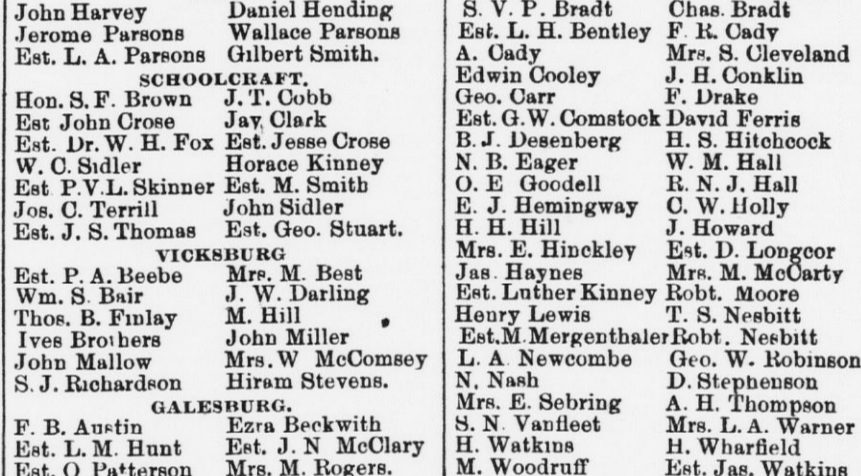 John Harvey Daniel Hending
Jerome Parsons Wallace Parsons
Est. L. A. Parsons Gilbert Smith.
SCHOOLCRAFT.
Hon. S. F. Brown J. T. Cobb
Est John Crose Jay Clark
Est. Dr. W. H. Fox Est. Jesse Crose
W. C. Sidler Horace Kinney
Est P.V.L. Skinner Est. M. Smith
Jos. C. Terrill John Sidler
Est. J. S. Thomas Est. Geo. Stuart.
VICKSBURG
Est. P. A. Beebe Mrs. M. Best
Wm. S. Bair J. W. Darling
Thos. B. Finlay M. Hill
Ives Brothers John Miller
John Mallow Mrs. W McComsey
S. J. Richardson Hiram Stevens.
GALESBURG.
F. B. Austin Ezra Beckwith
Est. L. M. Hunt Est. J. N McClary
Est. O. Patterson Mrs. M. Rogers.
S. V. P. Bradt Chas. Bradt
Est. L. H. Bentley F. R. Cady
A. Cady Mrs. S. Cleveland
Edwin Cooley J. H. Conklin
Geo. Carr F. Drake
Est. G.W. Comstock David Ferris
B. J. Desenberg H. S. Hitchcock
N. B. Eager W. M. Hall
O. E Goodell R. N. J. Hall
E. J. Hemingway C. W. Holly
H. H. Hill J. Howard
Mrs. E. Hinckley Est. D. Longcor
Jas. Haynes Mrs. M. McCarty
Est. Luther Kinney Robt. Moore
Henry Lewis T. S. Nesbitt
Est. M. Mergenthaler Robt. Nesbitt
L. A. Newcombe Geo. W. Robinson
N. Nash D. Stephenson
Mrs. E. Sebring A. H. Thompson
S. N. Vanfleet Mrs. L. A. Warner
H. Watkins H. Wharfield
M. Woodruff Est. Jas. Watkins